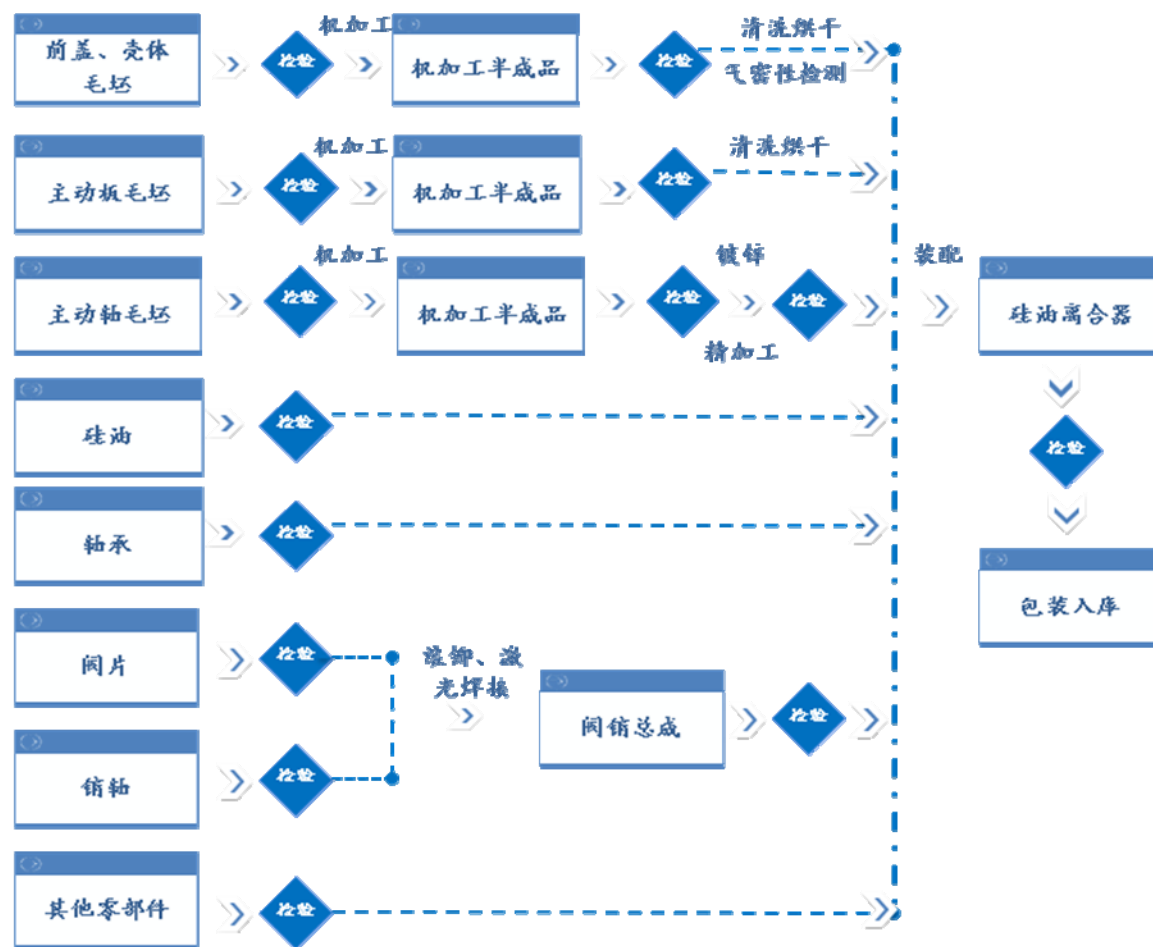 机加工
清洗烘干
前盖、壳体
毛坯
检验
机加工半成品
检验
气密性检测
机加工
清洗烘干
主动板毛坯
检验
机加工半成品
检验
机加工
镀锌
装配
主动轴毛坯
检验
机加工半成品
检验
检验
硅油离合器
精加工
硅油
检验
检验
轴承
检验
包装入库
阀片
检验
旋铆、激
光焊接
阀销总成
检验
销轴
检验
其他零部件
检验